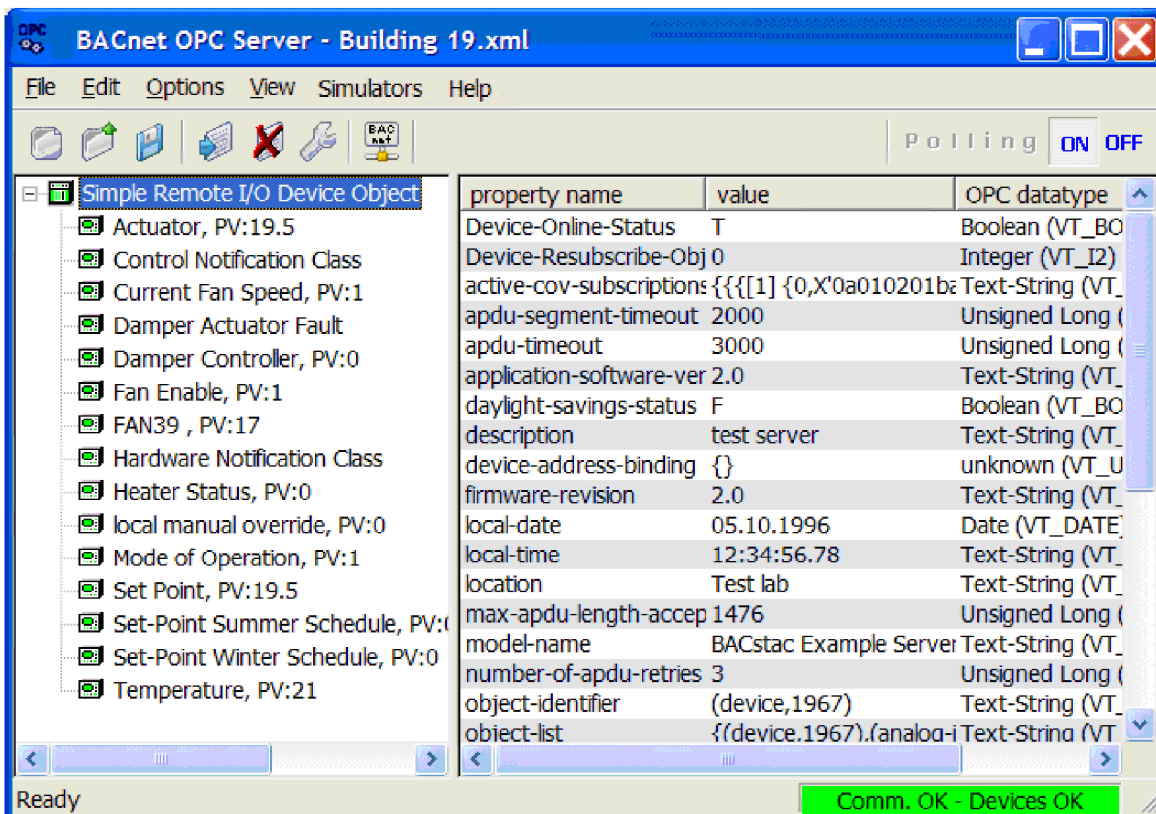 OPC BACnet OPC Server - Building 19.xml
File Edit Options View Simulators Help
BAC net Polling ON OFF
Simple Remote I/O Device Object
Actuator, PV:19.5
Control Notification Class
Current Fan Speed, PV:1
Damper Actuator Fault
Damper Controller, PV:0
Fan Enable, PV:1
FAN39 , PV:17
Hardware Notification Class
Heater Status, PV:0
local manual override, PV:0
Mode of Operation, PV:1
Set Point, PV:19.5
Set-Point Summer Schedule, PV:
Set-Point Winter Schedule, PV:0
Temperature, PV:21
property name value OPC datatype
Device-Online-Status T Boolean (VT_BO
Device-Resubscribe-Obj 0 Integer (VT_I2)
active-cov-subscriptions {{{[1] {0,X'0a010201ba Text-String (VT_
apdu-segment-timeout 2000 Unsigned Long (
apdu-timeout 3000 Unsigned Long (
application-software-ver 2.0 Text-String (VT_
daylight-savings-status F Boolean (VT_BO
description test server Text-String (VT_
device-address-binding {} unknown (VT_U
firmware-revision 2.0 Text-String (VT_
local-date 05.10.1996 Date (VT_DATE)
local-time 12:34:56.78 Text-String (VT_
location Test lab Text-String (VT_
max-apdu-length-accep 1476 Unsigned Long (
model-name BACstac Example Server Text-String (VT_
number-of-apdu-retries 3 Unsigned Long (
object-identifier (device,1967) Text-String (VT_
object-list {(device,1967),(analog-i Text-String (VT
Ready Comm. OK - Devices OK